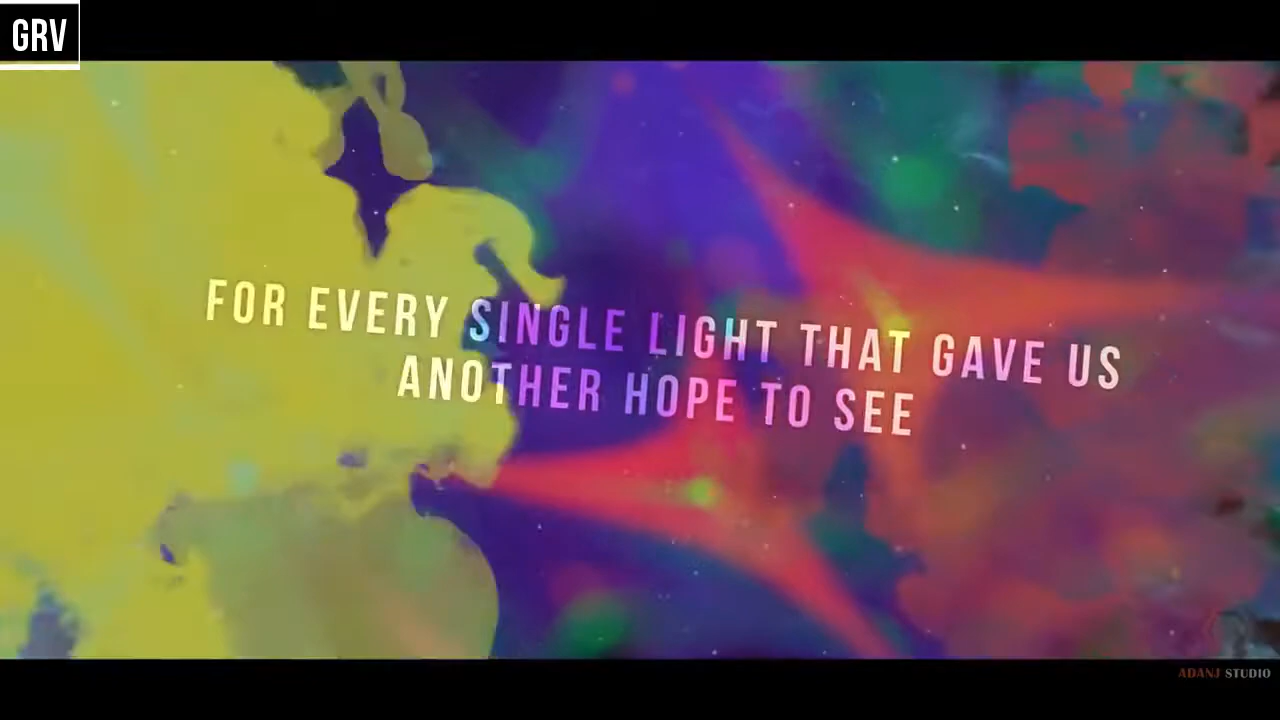 GRV
FOR EVERY SINGLE LIGHT THAT GAVE US
ANOTHER HOPE TO SEE
ADANJ STUDIO